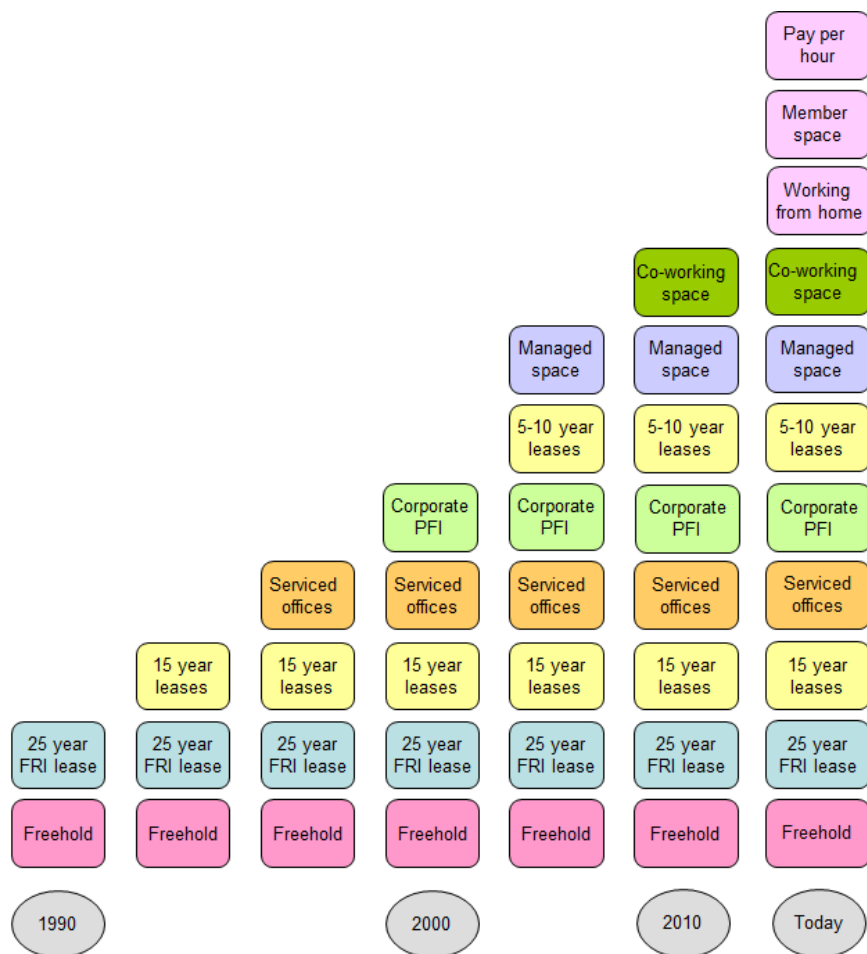 Pay per
hour
Member
space
Working
from home
Co-working
space
Co-working
space
Managed
space
Managed
space
Managed
space
5-10 year
leases
5-10 year
leases
5-10 year
leases
Corporate
PFI
Corporate
PFI
Corporate
PFI
Corporate
PFI
Serviced
offices
Serviced
offices
Serviced
offices
Serviced
offices
Serviced
offices
15 year
leases
15 year
leases
15 year
leases
15 year
leases
15 year
leases
15 year
leases
25 year
FRI lease
25 year
FRI lease
25 year
FRI lease
25 year
FRI lease
25 year
FRI lease
25 year
FRI lease
25 year
FRI lease
Freehold
Freehold
Freehold
Freehold
Freehold
Freehold
Freehold
1990
2000
2010
Today